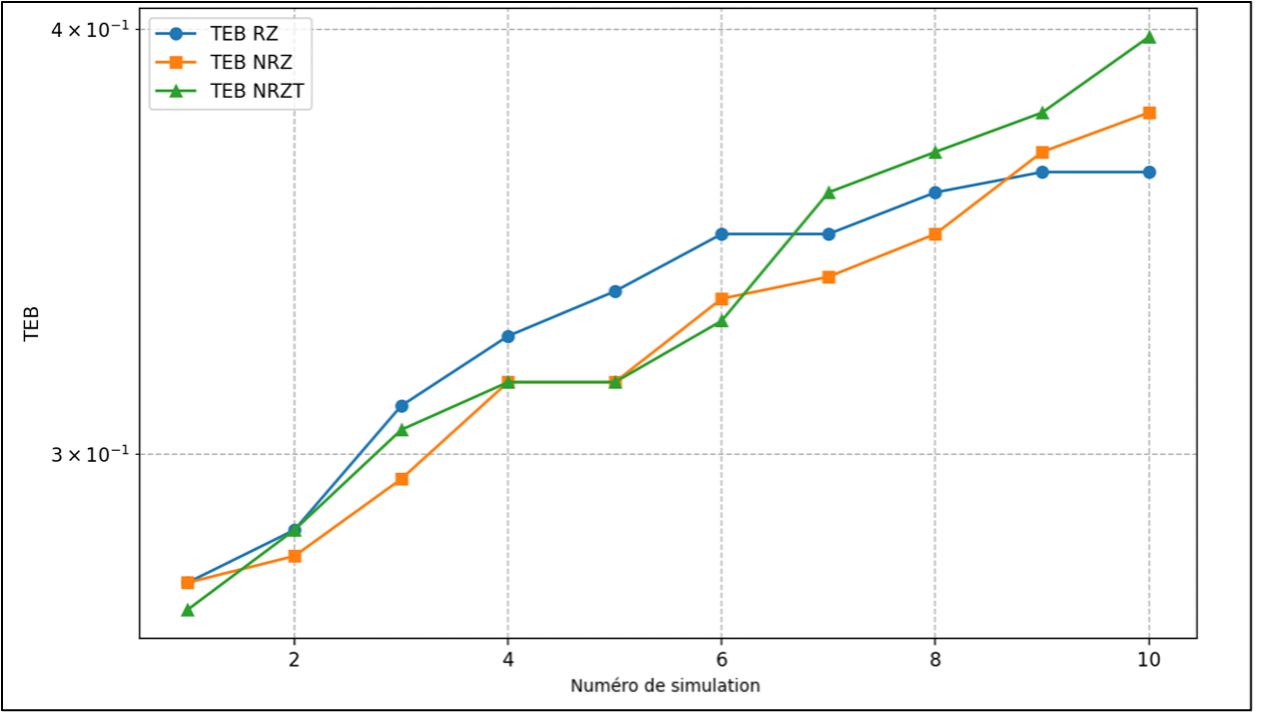 4 × 10⁻¹
TEB RZ
TEB NRZ
TEB NRZT
TEB
3 × 10⁻¹
2 4 6 8 10
Numéro de simulation